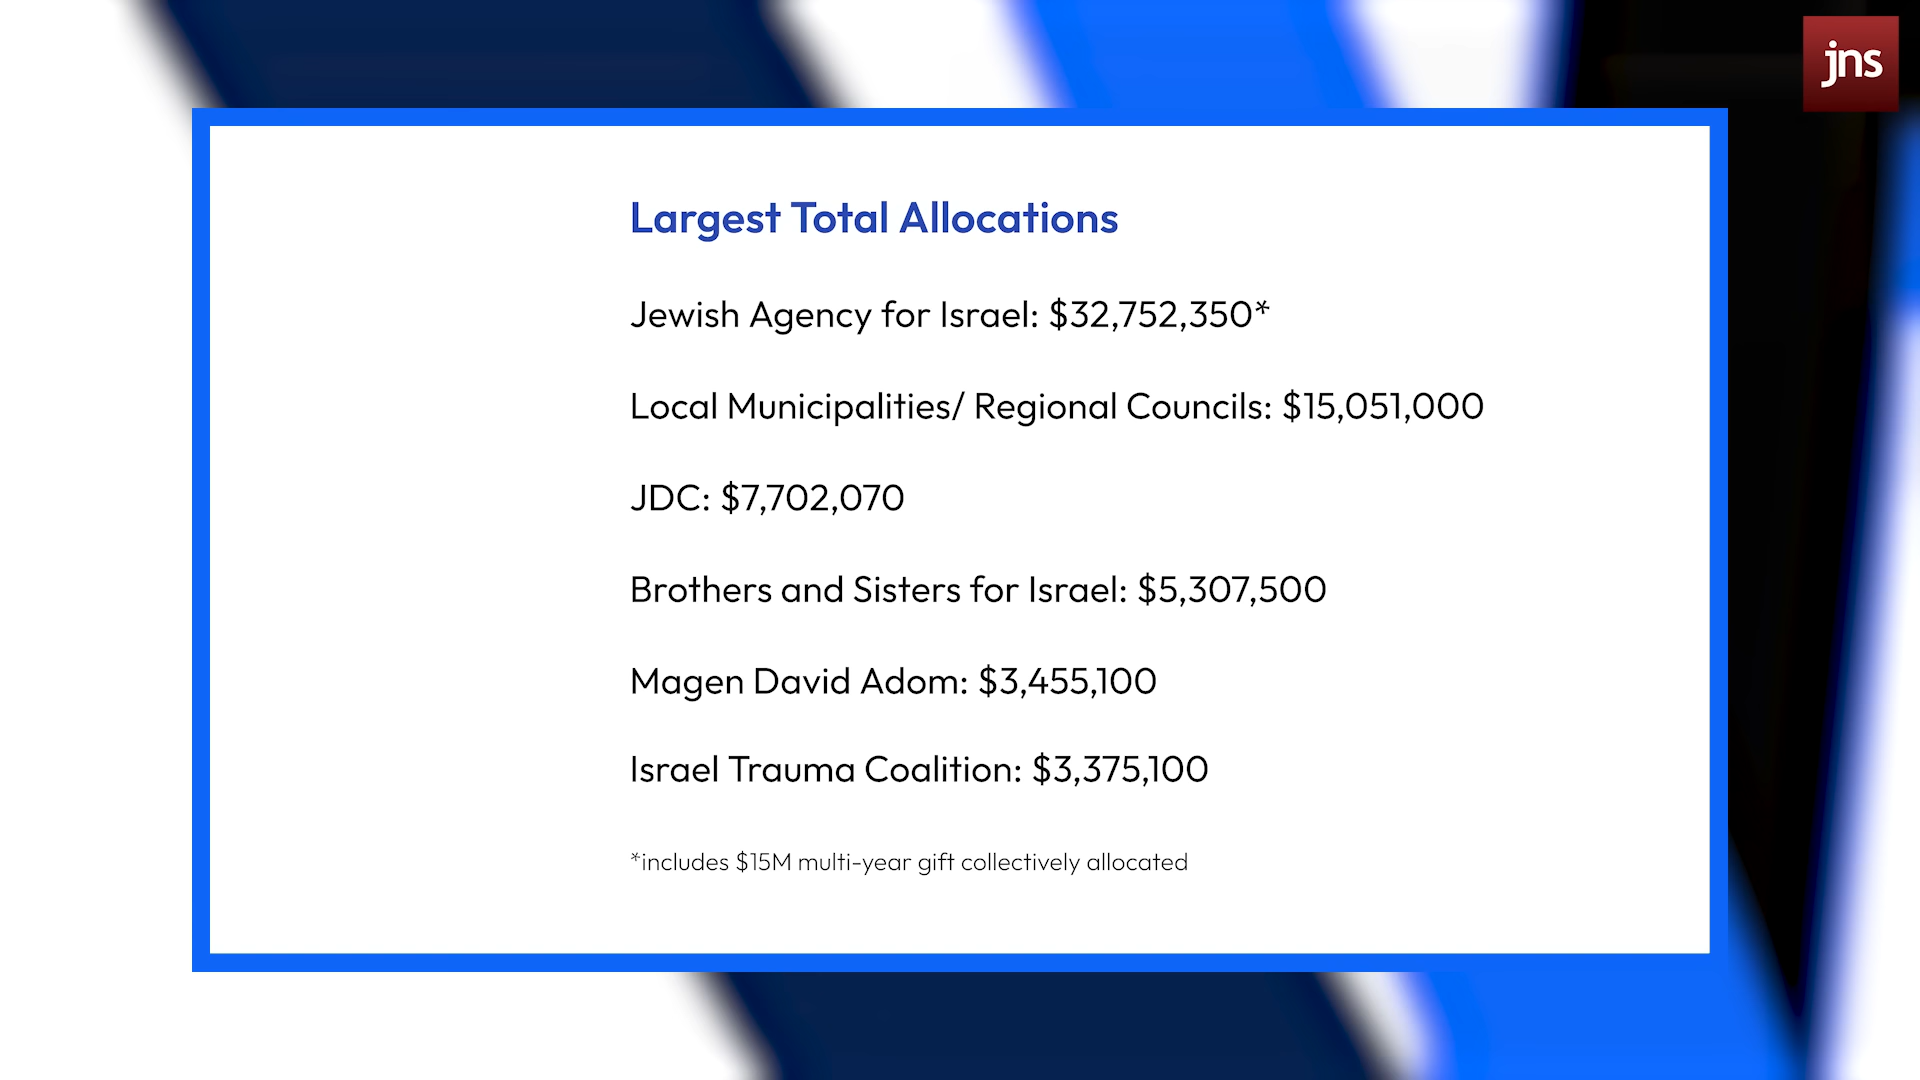 jns
Largest Total Allocations
Jewish Agency for Israel: $32,752,350*
Local Municipalities/ Regional Councils: $15,051,000
JDC: $7,702,070
Brothers and Sisters for Israel: $5,307,500
Magen David Adom: $3,455,100
Israel Trauma Coalition: $3,375,100
*includes $15M multi-year gift collectively allocated